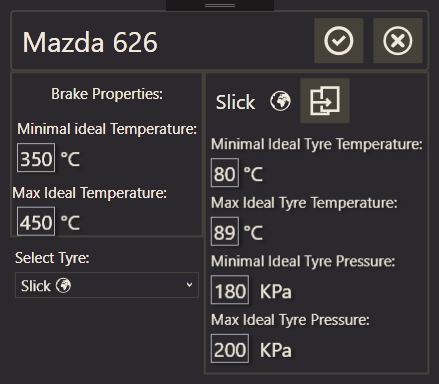 Mazda 626
Brake Properties:
Minimal ideal Temperature:
350 °C
Max Ideal Temperature:
450 °C
Select Tyre:
Slick
Slick
Minimal Ideal Tyre Temperature:
80 °C
Max Ideal Tyre Temperature:
89 °C
Minimal Ideal Tyre Pressure:
180 KPa
Max Ideal Tyre Pressure:
200 KPa